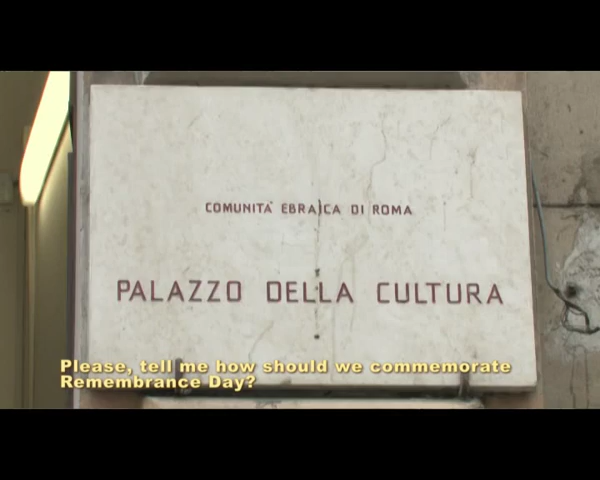 COMUNITÀ EBRAICA DI ROMA
PALAZZO DELLA CULTURA
Please, tell me how should we commemorate
Remembrance Day?